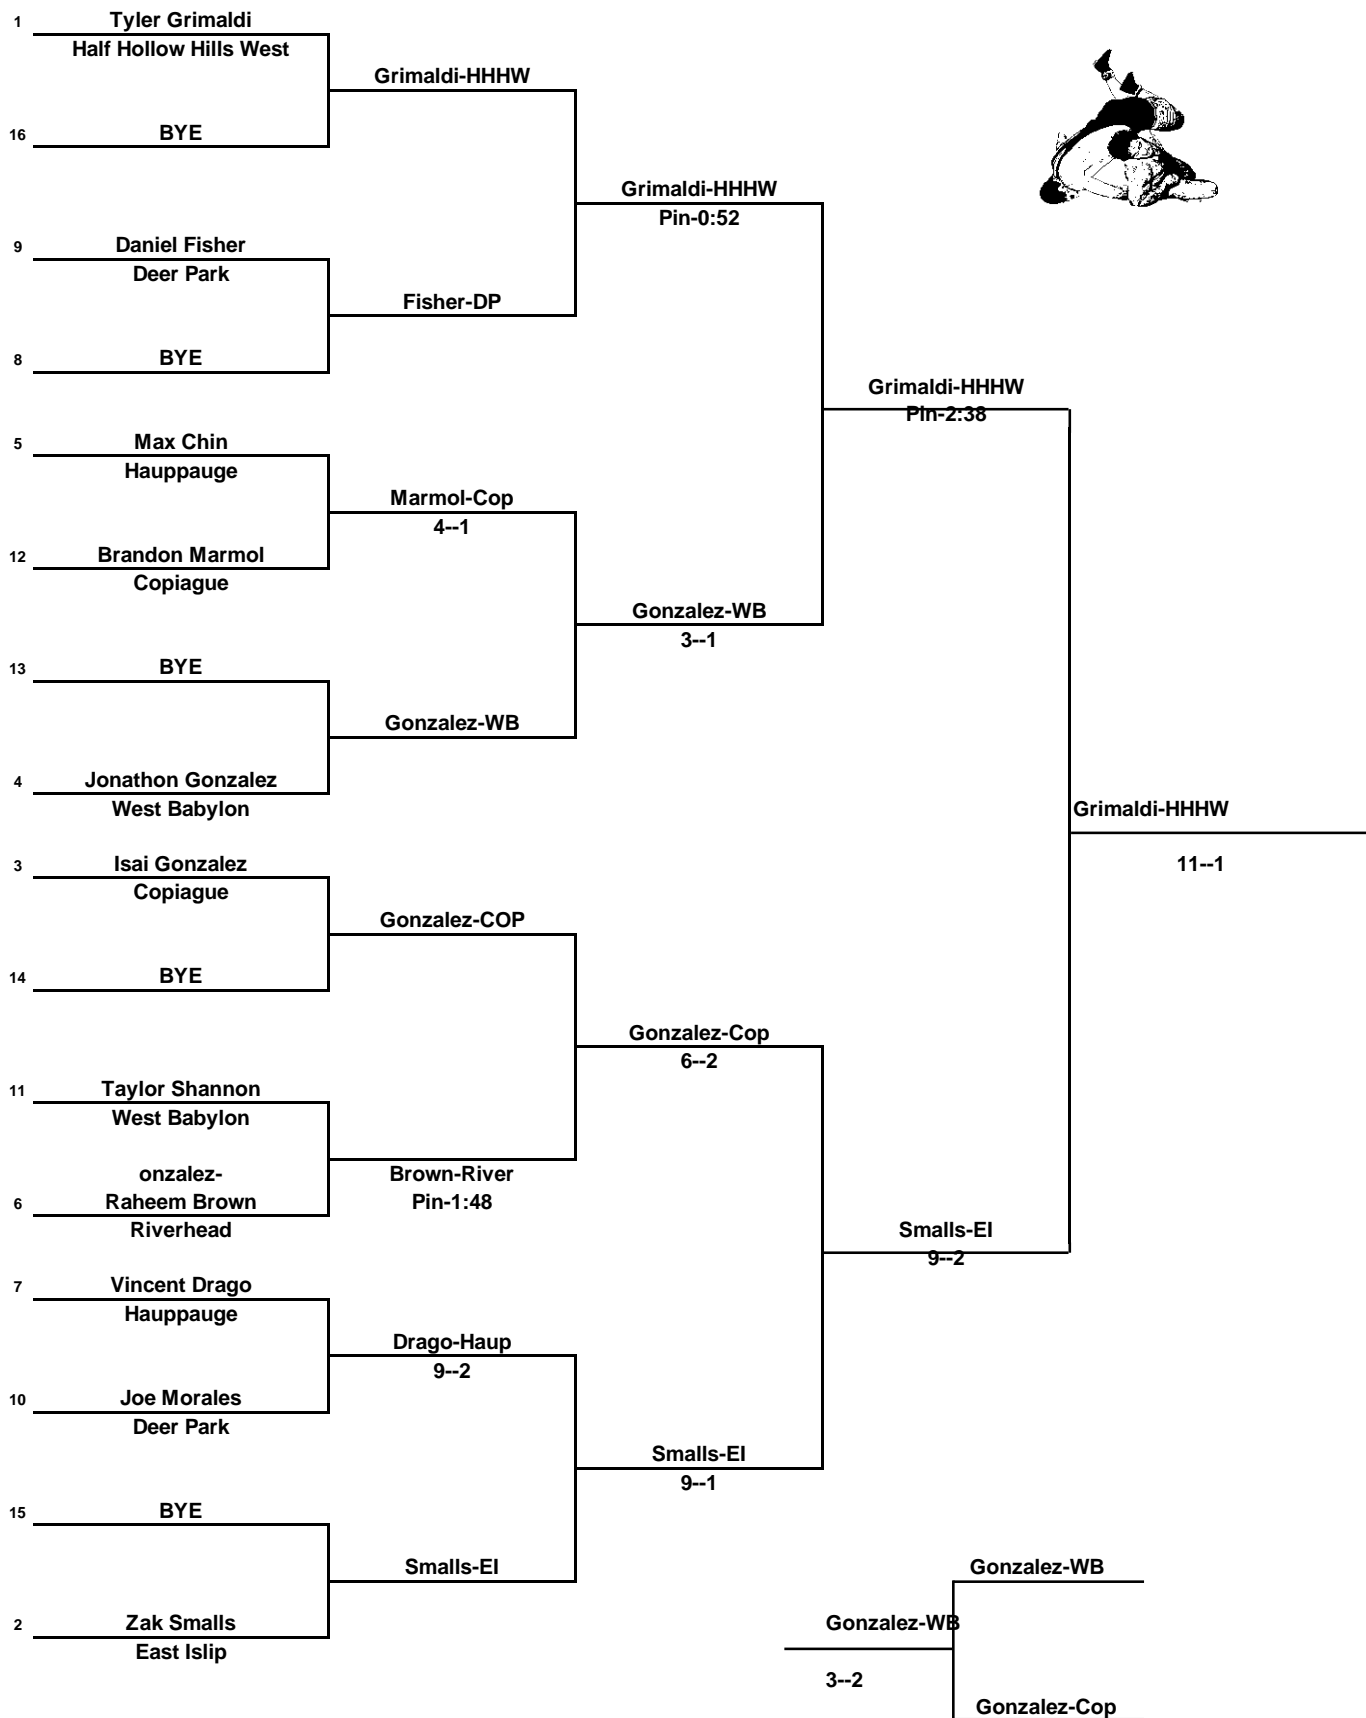 1 Tyler Grimaldi
Half Hollow Hills West
Grimaldi-HHHW
16 BYE
Grimaldi-HHHW
Pin-0:52
9 Daniel Fisher
Deer Park
Fisher-DP
8 BYE
Grimaldi-HHHW
Pin-2:38
5 Max Chin
Hauppauge
Marmol-Cop
4--1
12 Brandon Marmol
Copiague
Gonzalez-WB
3--1
13 BYE
Gonzalez-WB
4 Jonathon Gonzalez
West Babylon
Grimaldi-HHHW
11--1
3 Isai Gonzalez
Copiague
Gonzalez-COP
14 BYE
Gonzalez-Cop
6--2
11 Taylor Shannon
West Babylon
onzalez-
Brown-River
Pin-1:48
6 Raheem Brown
Riverhead
Smalls-EI
9--2
7 Vincent Drago
Hauppauge
Drago-Haup
9--2
10 Joe Morales
Deer Park
Smalls-EI
9--1
15 BYE
Smalls-EI
2 Zak Smalls
East Islip
Gonzalez-WB
Gonzalez-WB
3--2
Gonzalez-Cop